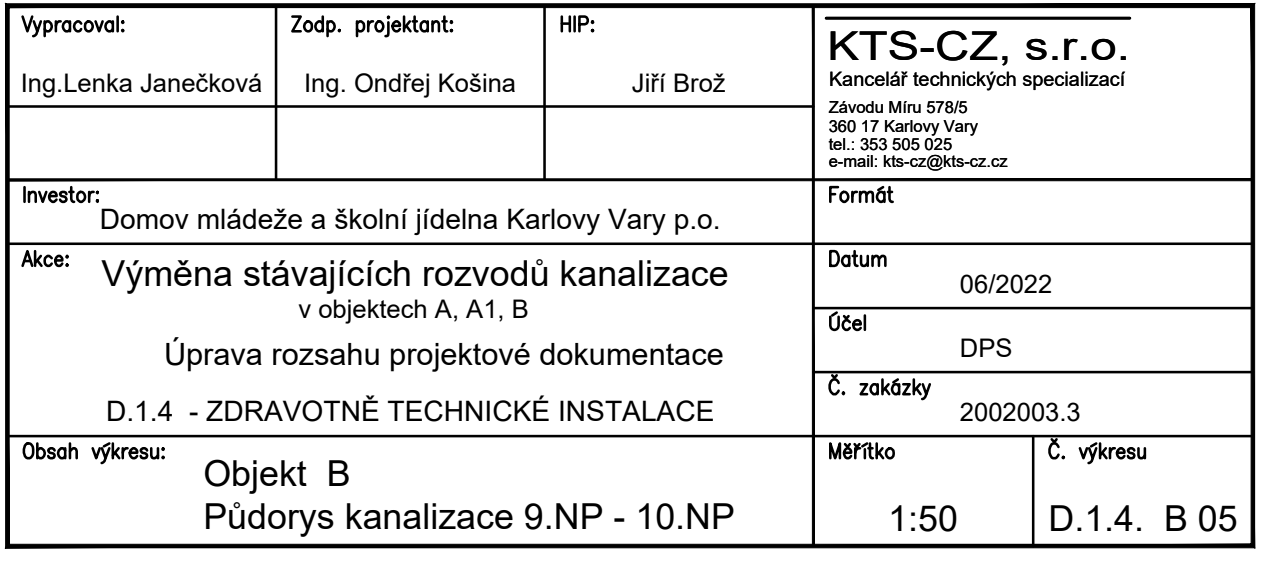 Vypracoval:
Zodp. projektant:
HIP:
Ing.Lenka Janečková
Ing. Ondřej Košina
Jiří Brož
KTS-CZ, s.r.o.
Kancelář technických specializací
Závodu Míru 578/5
360 17 Karlovy Vary
tel.: 353 505 025
e-mail: kts-cz@kts-cz.cz
Investor:
Domov mládeže a školní jídelna Karlovy Vary p.o.
Formát
Akce:
Výměna stávajících rozvodů kanalizace
v objektech A, A1, B
Úprava rozsahu projektové dokumentace
D.1.4 - ZDRAVOTNĚ TECHNICKÉ INSTALACE
Datum
06/2022
Účel
DPS
Č. zakázky
2002003.3
Obsah výkresu:
Objekt B
Půdorys kanalizace 9.NP - 10.NP
Měřítko
1:50
Č. výkresu
D.1.4. B 05